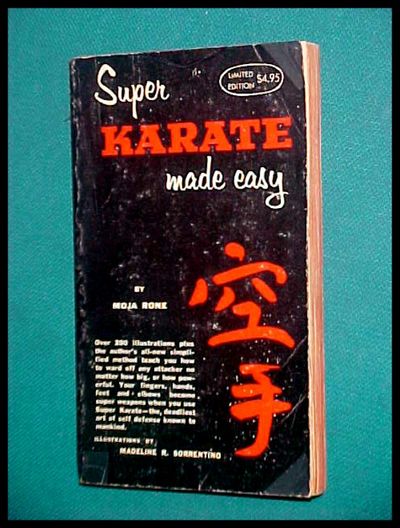 Super
LIMITED
EDITION
$4.95
KARATE
made easy
空手
BY
MOJA RONE
Over 200 illustrations plus
the author's all-new simpli-
fied method teach you how
to ward off any attacker no
matter how big, or how pow-
erful. Your fingers, hands,
feet and elbows become
super weapons when you use
Super Karate—the, deadliest
art of self defense known to
mankind.
ILLUSTRATIONS BY
MADELINE R. SORRENTINO